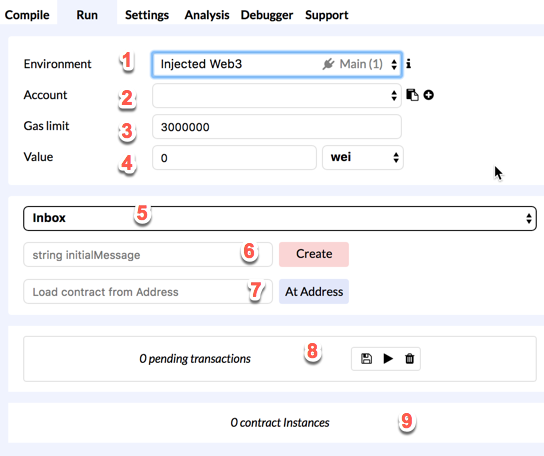 Compile Run Settings Analysis Debugger Support
Environment 1 Injected Web3 Main (1) i
Account 2
Gas limit 3 3000000
Value 4 0 wei
Inbox 5
string initialMessage 6 Create
Load contract from Address 7 At Address
0 pending transactions 8
0 contract Instances 9